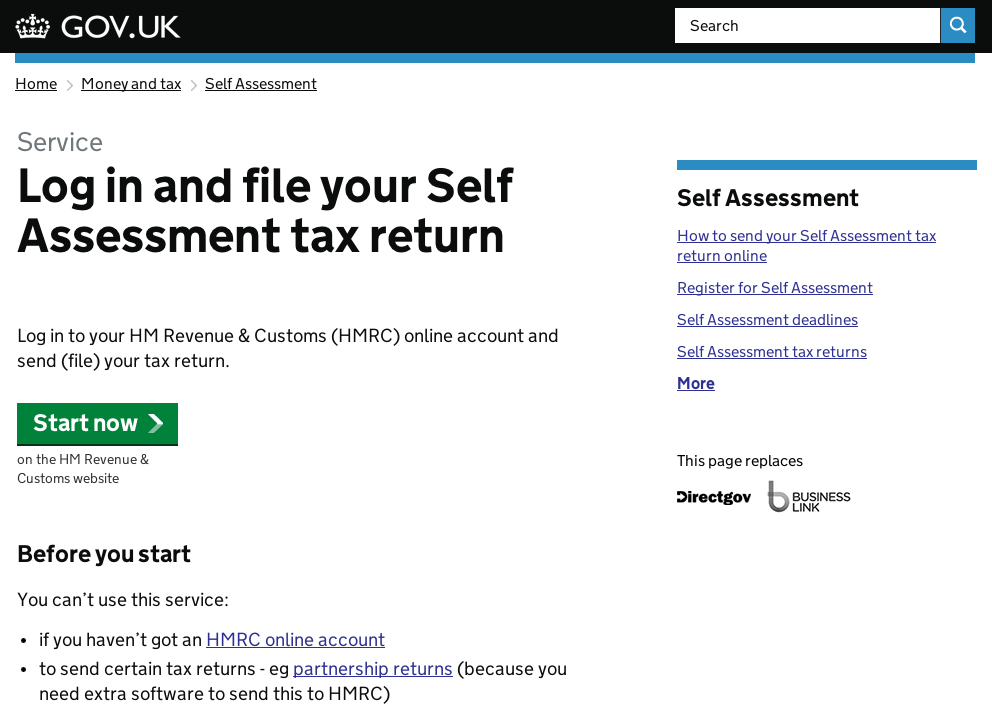 GOV.UK
Search
Home
Money and tax
Self Assessment
Service
Log in and file your Self
Assessment tax return
Log in to your HM Revenue & Customs (HMRC) online account and
send (file) your tax return.
Start now
on the HM Revenue &
Customs website
Before you start
You can’t use this service:
• if you haven’t got an HMRC online account
• to send certain tax returns - eg partnership returns (because you
need extra software to send this to HMRC)
Self Assessment
How to send your Self Assessment tax
return online
Register for Self Assessment
Self Assessment deadlines
Self Assessment tax returns
More
This page replaces
Directgov
BUSINESS
LINK